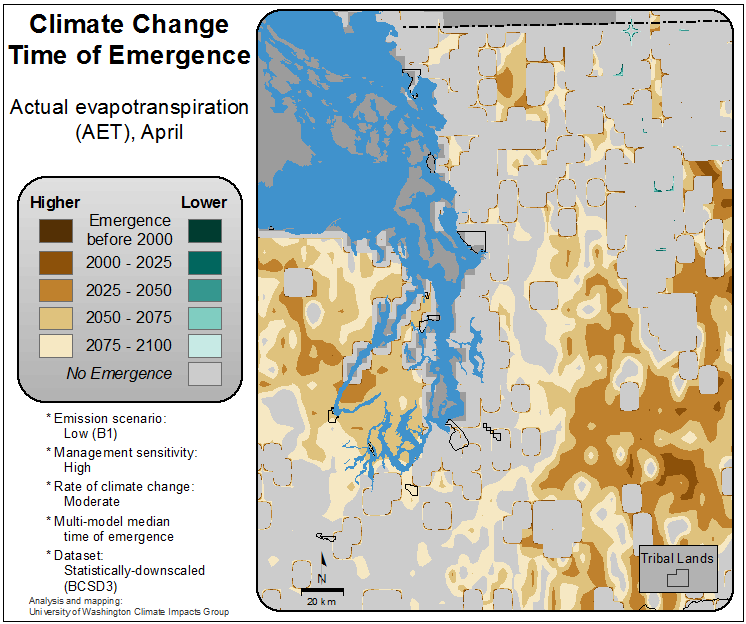 Climate Change
Time of Emergence
Actual evapotranspiration
(AET), April
Higher
Lower
Emergence
before 2000
2000 - 2025
2025 - 2050
2050 - 2075
2075 - 2100
No Emergence
* Emission scenario:
Low (B1)
* Management sensitivity:
High
* Rate of climate change:
Moderate
* Multi-model median
time of emergence
* Dataset:
Statistically-downscaled
(BCSD3)
Analysis and mapping:
University of Washington Climate Impacts Group
N
20 km
Tribal Lands